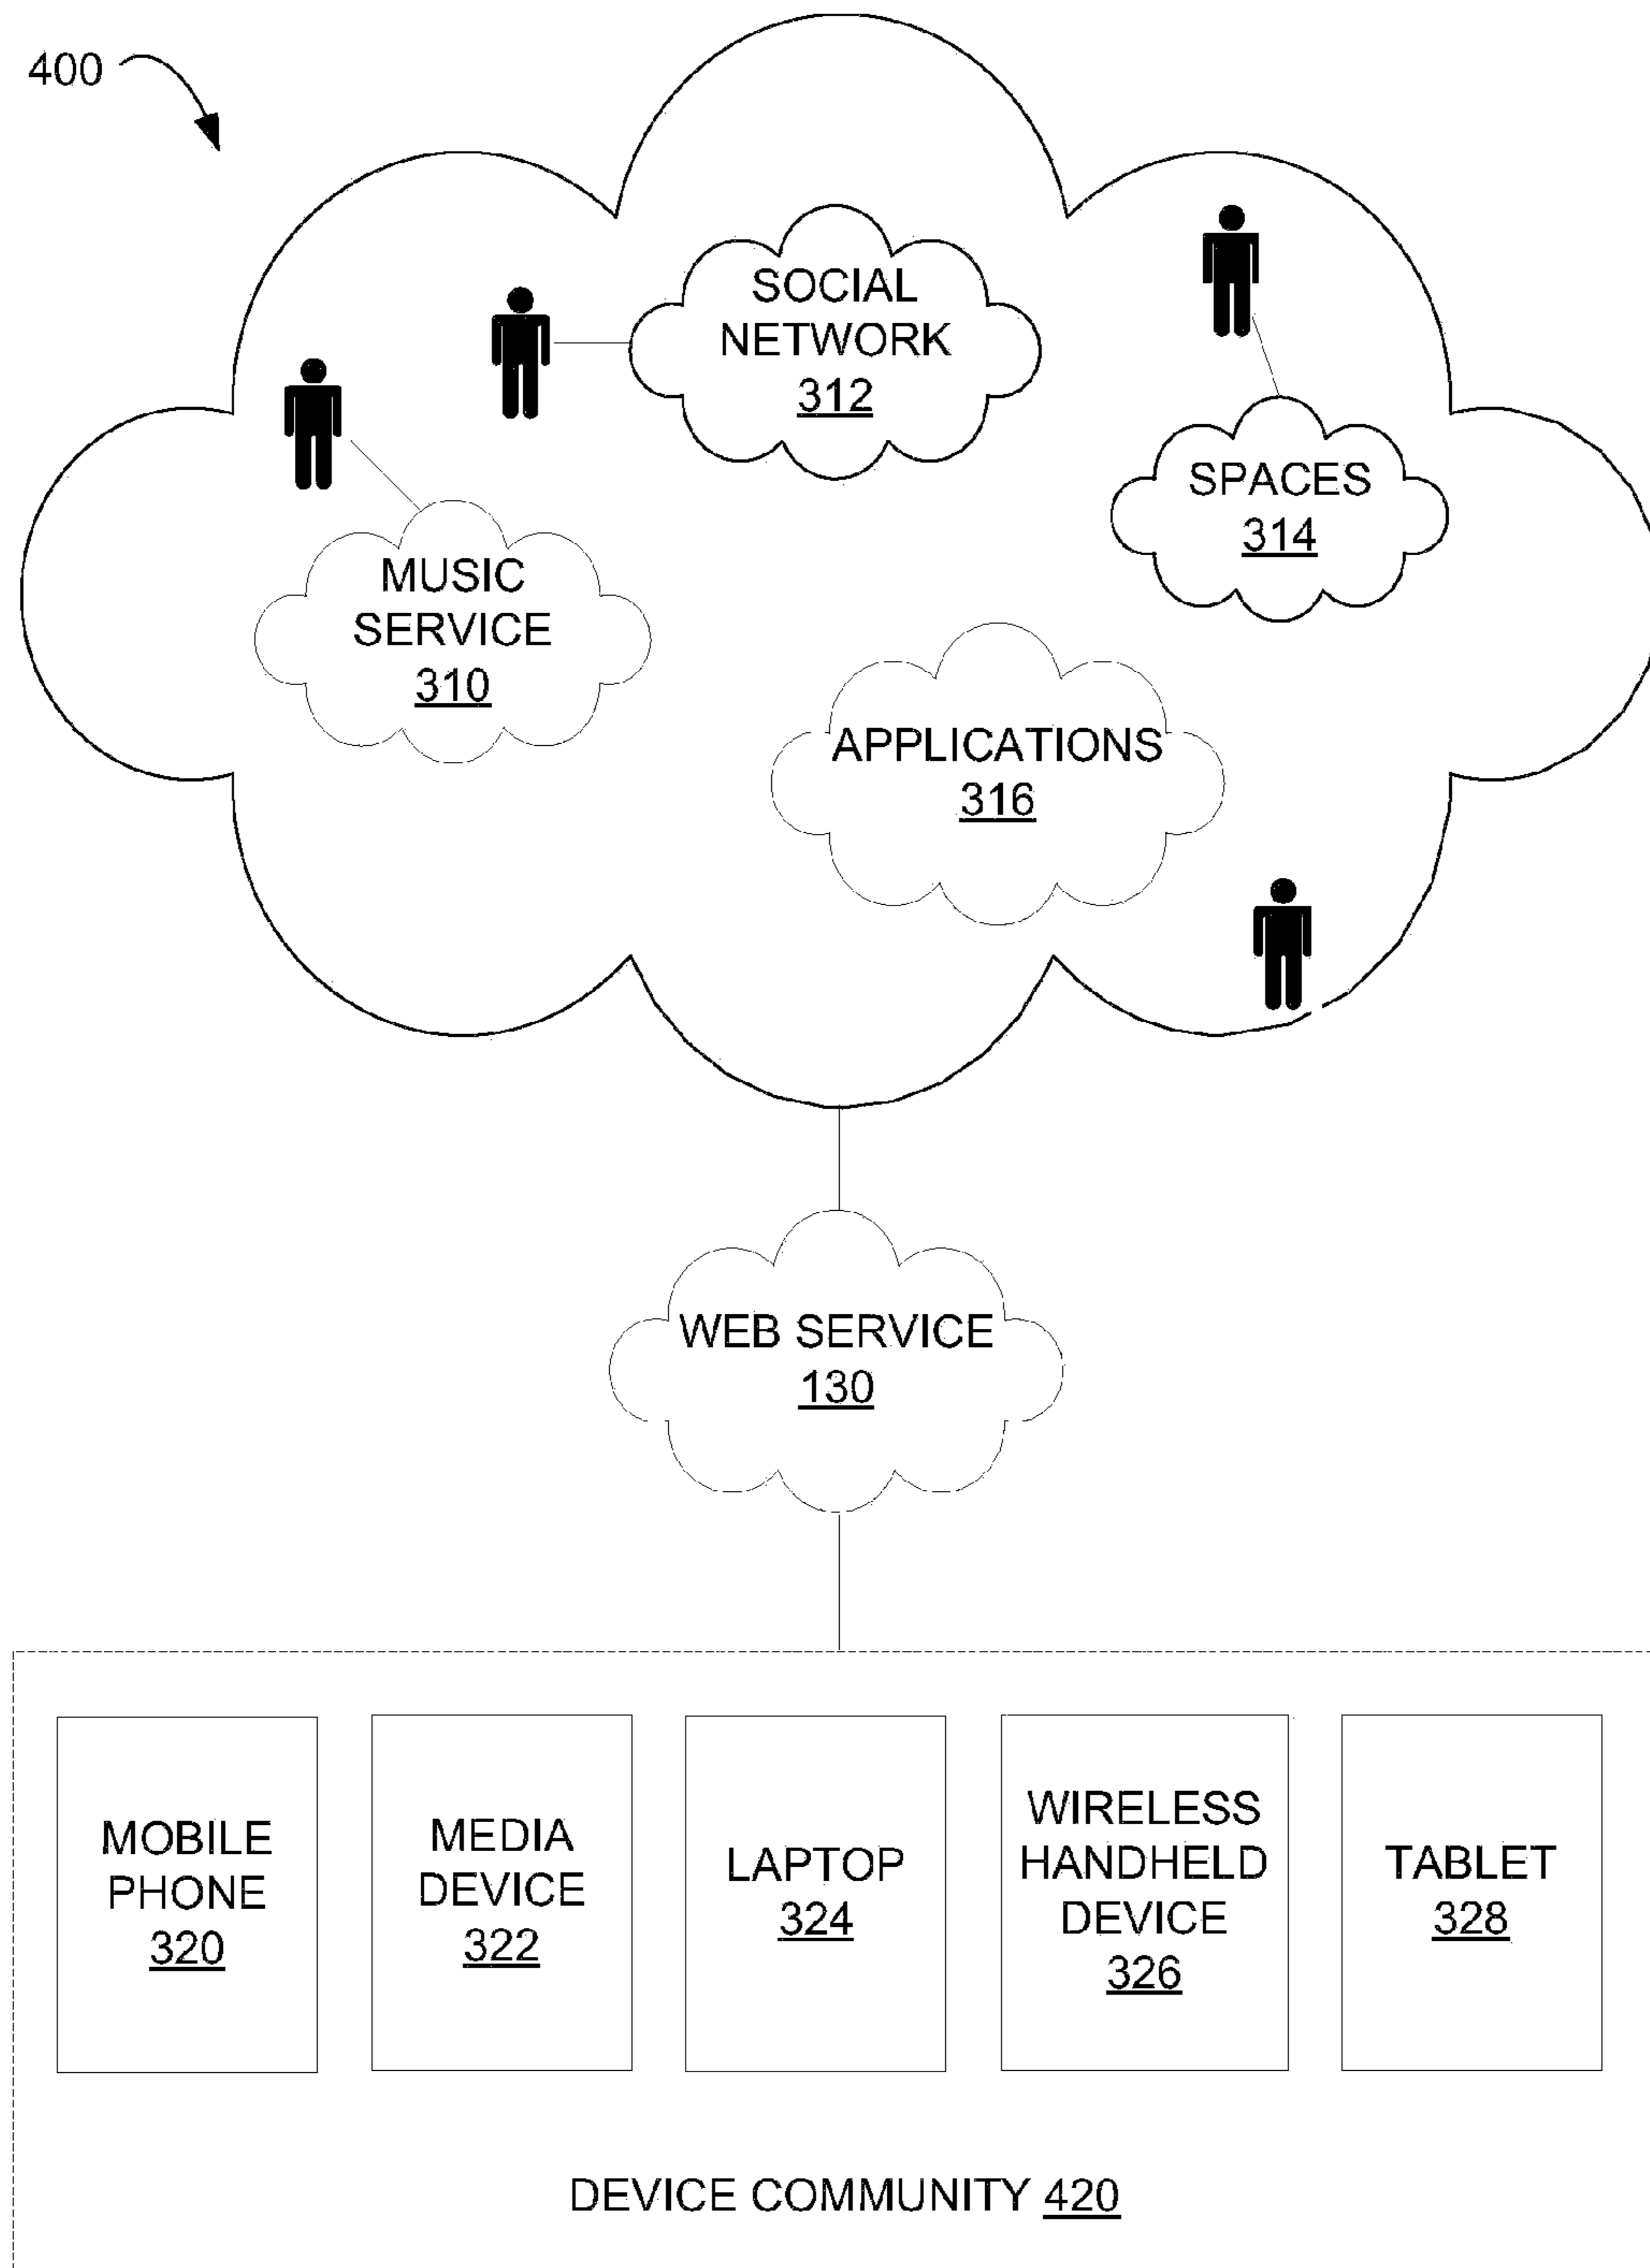 400
SOCIAL
NETWORK
312
SPACES
314
MUSIC
SERVICE
310
APPLICATIONS
316
WEB SERVICE
130
MOBILE
PHONE
320
MEDIA
DEVICE
322
LAPTOP
324
WIRELESS
HANDHELD
DEVICE
326
TABLET
328
DEVICE COMMUNITY 420